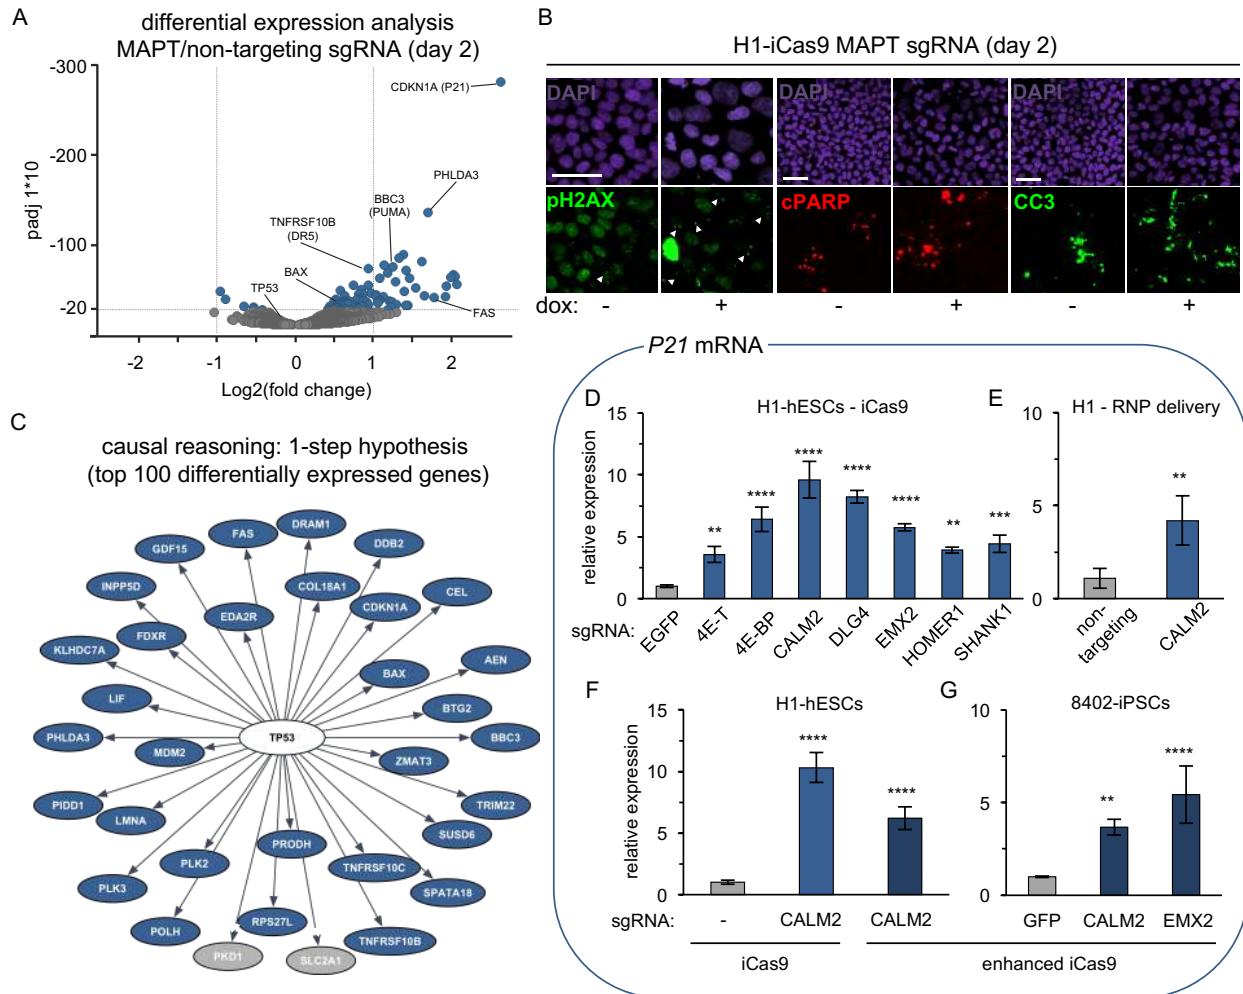 A
differential expression analysis
MAPT/non-targeting sgRNA (day 2)
-300
-200
-100
-20
padj 1*10
CDKN1A (P21)
PHLDA3
BBC3
(PUMA)
TNFRSF10B
(DR5)
BAX
TP53
FAS
-2
-1
0
1
2
Log2(fold change)
B
H1-iCas9 MAPT sgRNA (day 2)
DAPI
DAPI
DAPI
pH2AX
cPARP
CC3
dox: - + - + - +
C
causal reasoning: 1-step hypothesis
(top 100 differentially expressed genes)
DRAM1
FAS
DDB2
GDF15
INPP5D
COL18A1
CEL
CDKN1A
EDA2R
FDXR
KLHDC7A
AEN
BAX
LIF
BTG2
PHLDA3
TP53
BBC3
MDM2
ZMAT3
PIDD1
TRIM22
LMNA
SUSD6
PRODH
PLK2
TNFRSF10C
PLK3
SPATA18
RPS27L
POLH
TNFRSF10B
PKD1
SLC2A1
P21 mRNA
D
H1-hESCs - iCas9
15
10
5
0
relative expression
**
****
****
****
****
**
***
sgRNA:
EGFP
4E-T
4E-BP
CALM2
DLG4
EMX2
HOMER1
SHANK1
E
H1 - RNP delivery
10
5
0
**
non-
targeting
CALM2
F
H1-hESCs
15
10
5
0
relative expression
****
****
sgRNA: - CALM2 CALM2
iCas9
G
8402-iPSCs
10
5
0
**
****
GFP CALM2 EMX2
enhanced iCas9